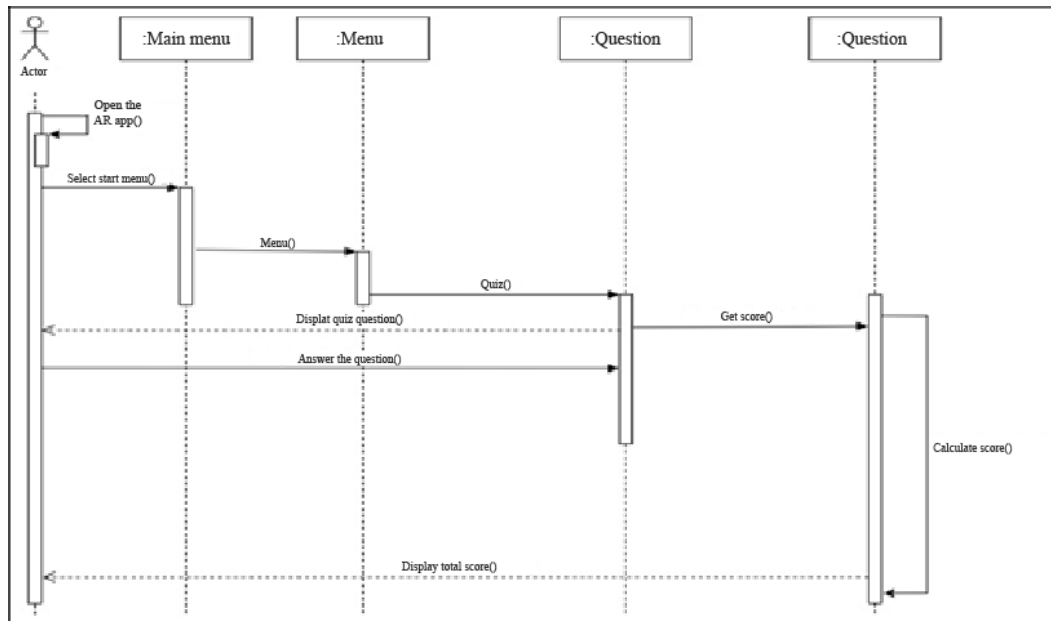 :Main menu
:Menu
:Question
:Question
Actor
Open the
AR app()
Select start menu()
Menu()
Quiz()
Displat quiz question()
Get score()
Answer the question()
Calculate score()
Display total score()